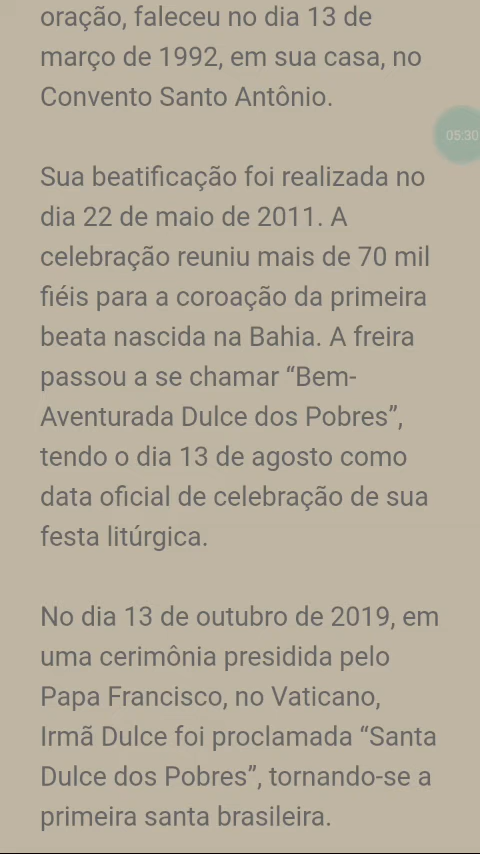 oração, faleceu no dia 13 de
março de 1992, em sua casa, no
Convento Santo Antônio.
05:30
Sua beatificação foi realizada no
dia 22 de maio de 2011. A
celebração reuniu mais de 70 mil
fiéis para a coroação da primeira
beata nascida na Bahia. A freira
passou a se chamar “Bem-
Aventurada Dulce dos Pobres”,
tendo o dia 13 de agosto como
data oficial de celebração de sua
festa litúrgica.
No dia 13 de outubro de 2019, em
uma cerimônia presidida pelo
Papa Francisco, no Vaticano,
Irmã Dulce foi proclamada “Santa
Dulce dos Pobres”, tornando-se a
primeira santa brasileira.